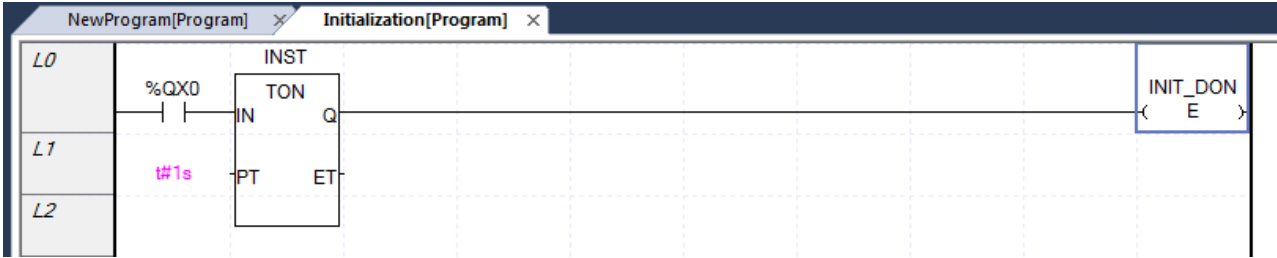 NewProgram[Program] × Initialization[Program] ×
L0
INST
%QX0
TON
INIT_DON
E
IN Q
L1
t#1s
PT ET
L2